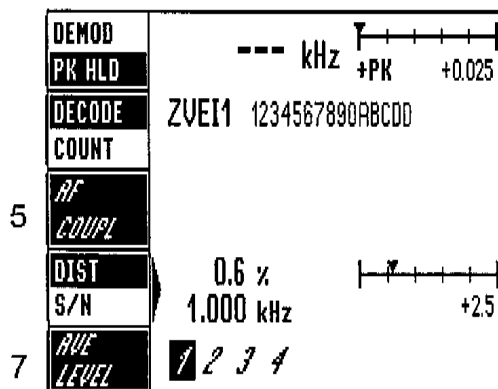 DEMOD
PK HLD
--- kHz
+PK +0.025
DECODE
COUNT
ZVEI1 1234567890ABCDD
5
AF
COUPL
DIST
S/N
0.6 %
1.000 kHz
+2.5
7
AVE
LEVEL
1 2 3 4